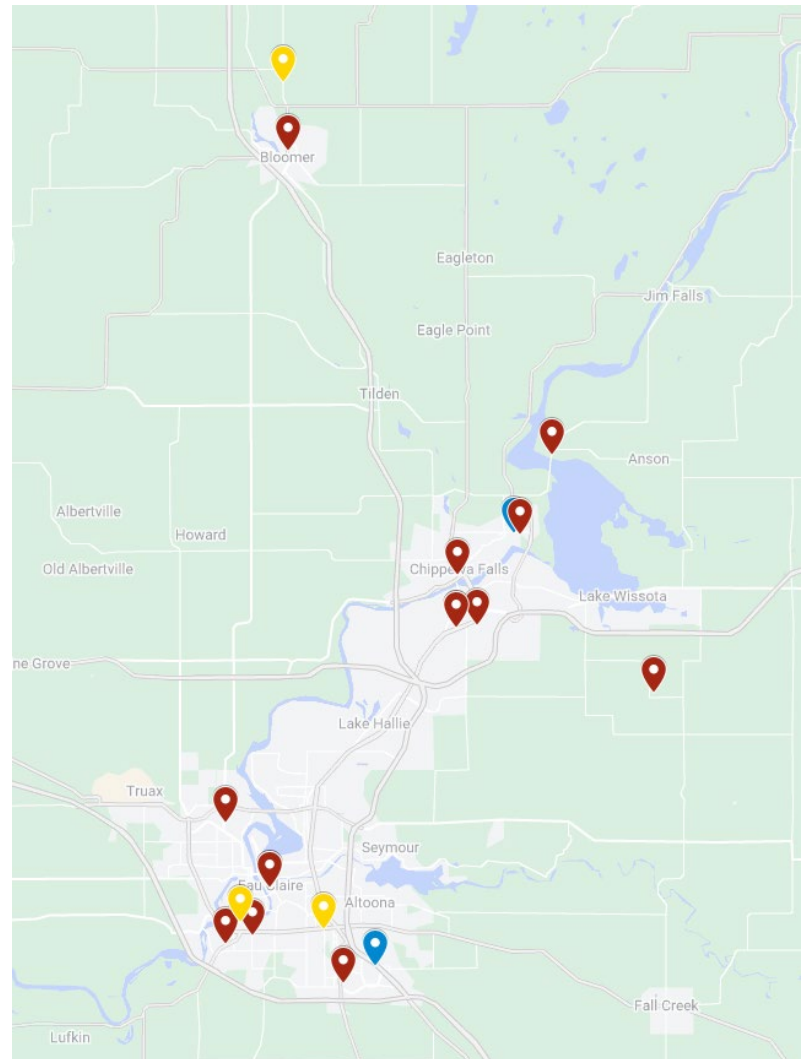 Bloomer
Eagleton
Jim Falls
Eagle Point
Tilden
Anson
Albertville
Howard
Old Albertville
Chippewa Falls
Lake Wissota
ne Grove
Lake Hallie
Truax
Seymour
Eau Claire
Altoona
Fall Creek
Lufkin